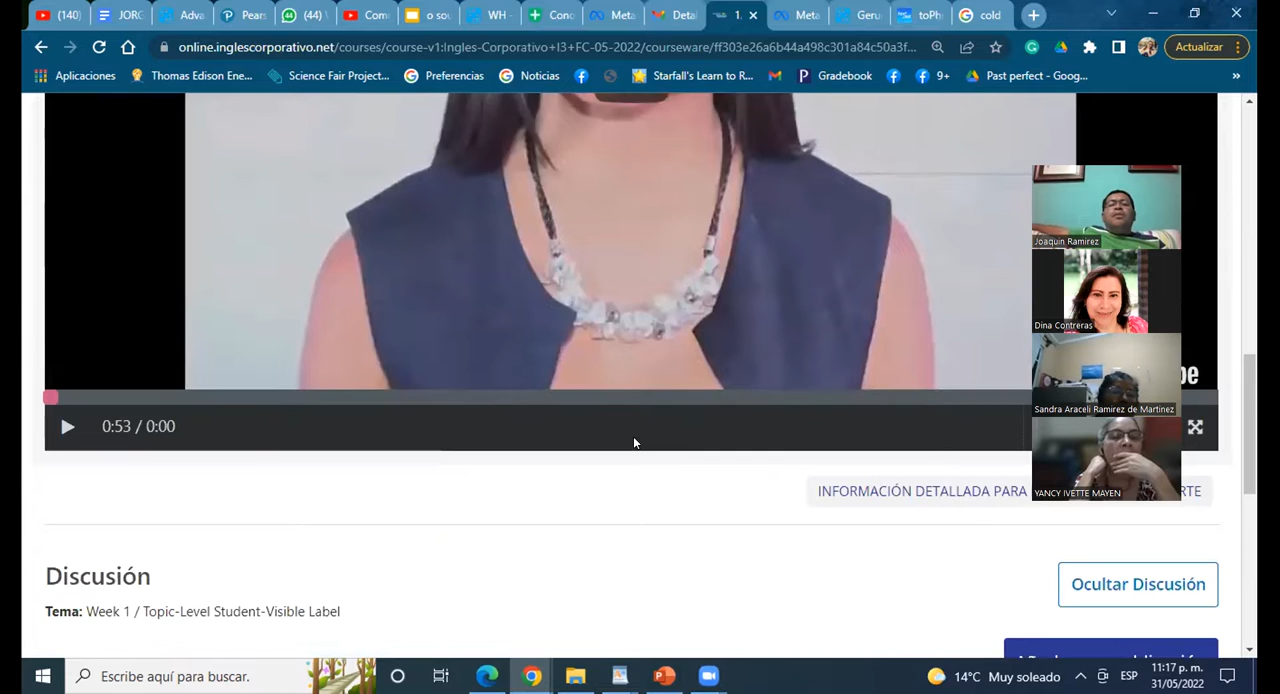 (140)
JORC
Adva
Pears
(44) \
Com
o sou
WH -
Cono
Meta
Detal
1.
Meta
Geru
toPh
cold
online.inglescorporativo.net/courses/course-v1:Ingles-Corporativo+I3+FC-05-2022/courseware/ff303e26a6b44a498c301a84c50a3f...
Actualizar
Aplicaciones
Thomas Edison Ene...
Science Fair Project...
Preferencias
Noticias
Starfall's Learn to R...
Gradebook
9+
Past perfect - Goog...
»
Joaquin Ramirez
Dina Contreras
Sandra Araceli Ramirez de Martinez
YANCY IVETTE MAYEN
be
0:53 / 0:00
INFORMACIÓN DETALLADA PARA
RTE
Discusión
Ocultar Discusión
Tema: Week 1 / Topic-Level Student-Visible Label
Escribe aquí para buscar.
14°C Muy soleado
ESP
11:17 p. m.
31/05/2022